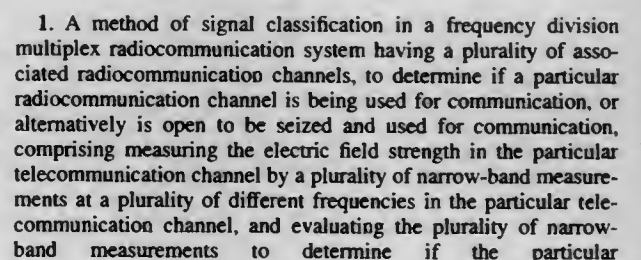 1. A method of signal classification in a frequency division
multiplex radiocommunication system having a plurality of asso-
ciated radiocommunication channels, to determine if a particular
radiocommunication channel is being used for communication, or
alternatively is open to be seized and used for communication,
comprising measuring the electric field strength in the particular
telecommunication channel by a plurality of narrow-band measure-
ments at a plurality of different frequencies in the particular tele-
communication channel, and evaluating the plurality of narrow-
band measurements to determine if the particular